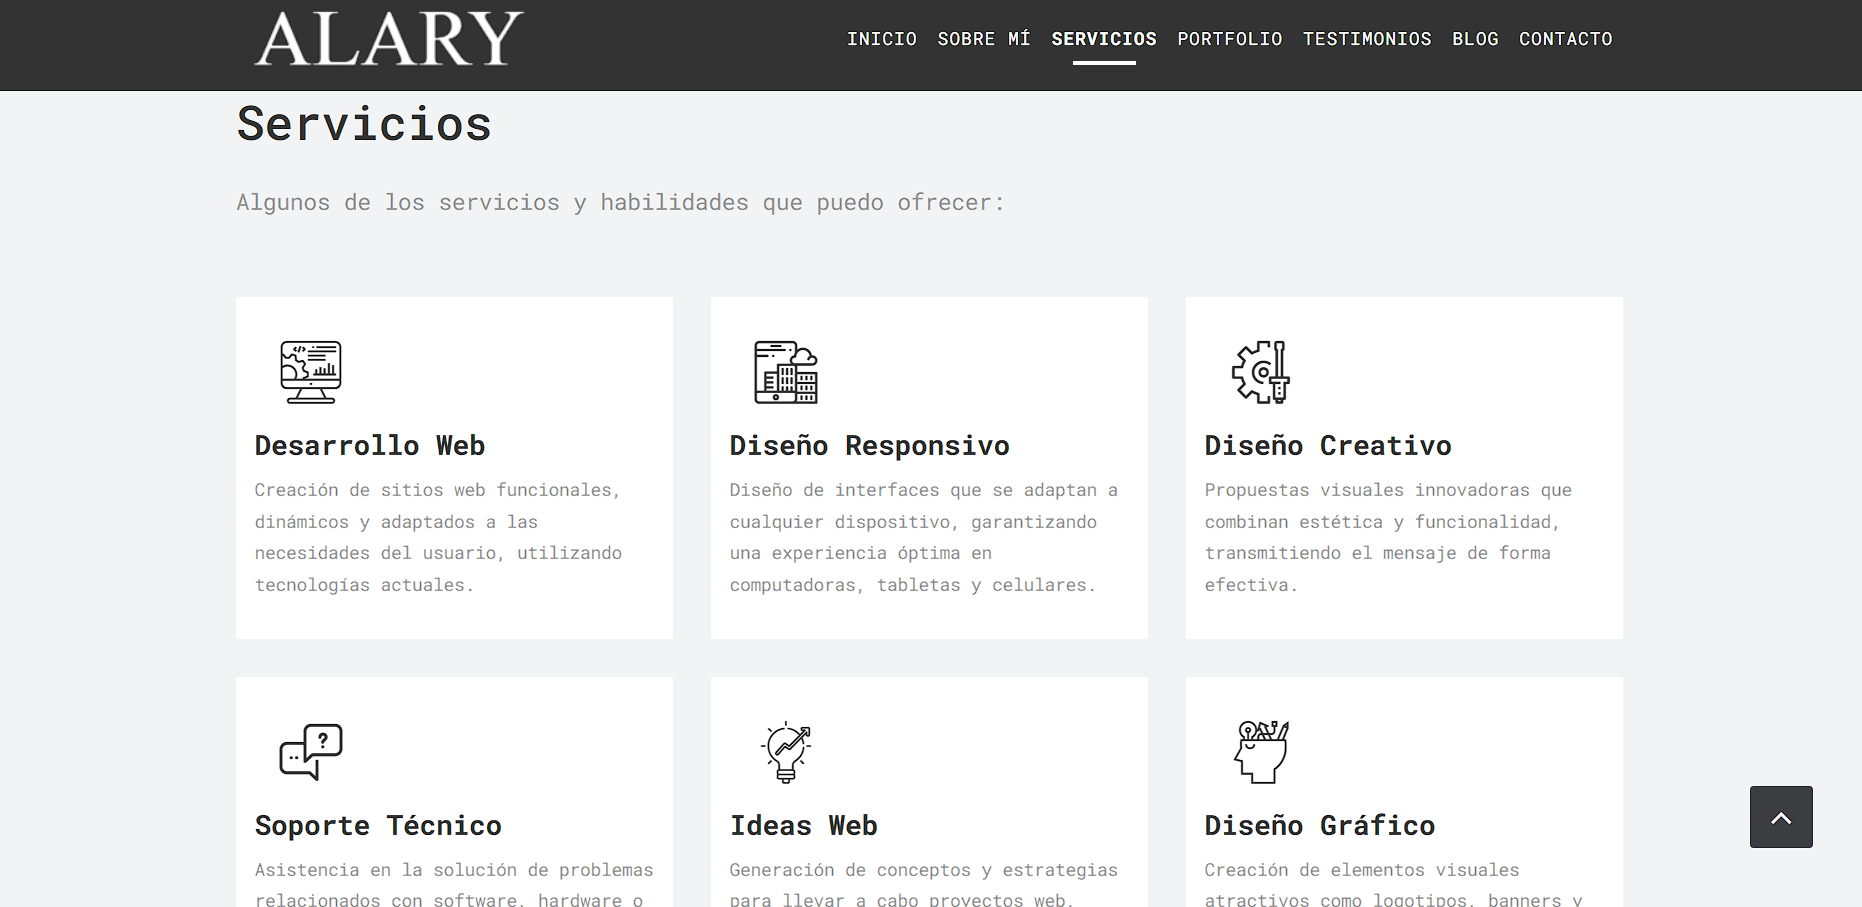 ALARY
INICIO SOBRE MÍ SERVICIOS PORTFOLIO TESTIMONIOS BLOG CONTACTO
Servicios
Algunos de los servicios y habilidades que puedo ofrecer:
Desarrollo Web
Creación de sitios web funcionales,
dinámicos y adaptados a las
necesidades del usuario, utilizando
tecnologías actuales.
Diseño Responsivo
Diseño de interfaces que se adaptan a
cualquier dispositivo, garantizando
una experiencia óptima en
computadoras, tabletas y celulares.
Diseño Creativo
Propuestas visuales innovadoras que
combinan estética y funcionalidad,
transmitiendo el mensaje de forma
efectiva.
Soporte Técnico
Asistencia en la solución de problemas
relacionados con software, hardware o
Ideas Web
Generación de conceptos y estrategias
para llevar a cabo proyectos web.
Diseño Gráfico
Creación de elementos visuales
atractivos como logotipos, banners y